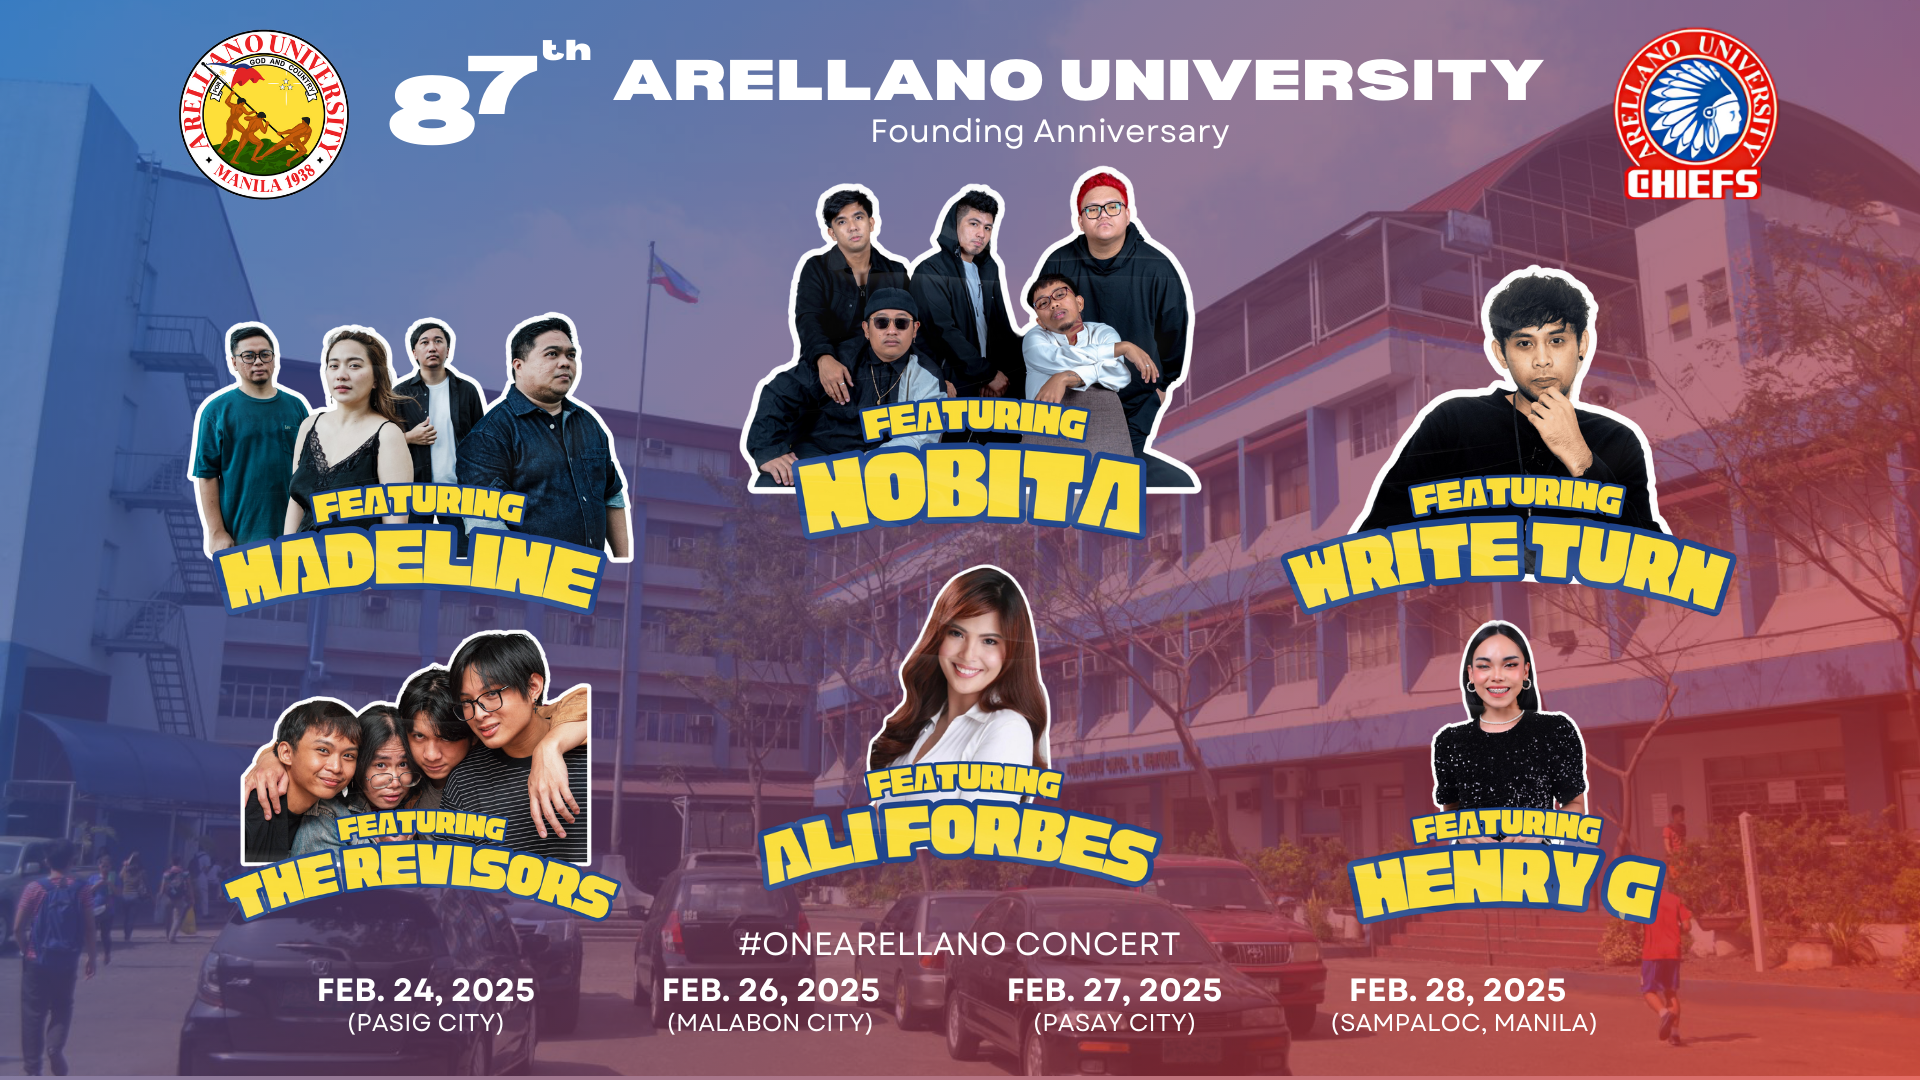 ARELLANO UNIVERSITY
FOR GOD AND COUNTRY
MANILA 1938
87th
ARELLANO UNIVERSITY
Founding Anniversary
ARELLANO UNIVERSITY
CHIEFS
FEATURING
MADELINE
FEATURING
NOBITA
FEATURING
WRITE TURN
FEATURING
THE REVISORS
FEATURING
ALI FORBES
FEATURING
HENRY G
#ONEARELLANO CONCERT
FEB. 24, 2025
(PASIG CITY)
FEB. 26, 2025
(MALABON CITY)
FEB. 27, 2025
(PASAY CITY)
FEB. 28, 2025
(SAMPALOC, MANILA)